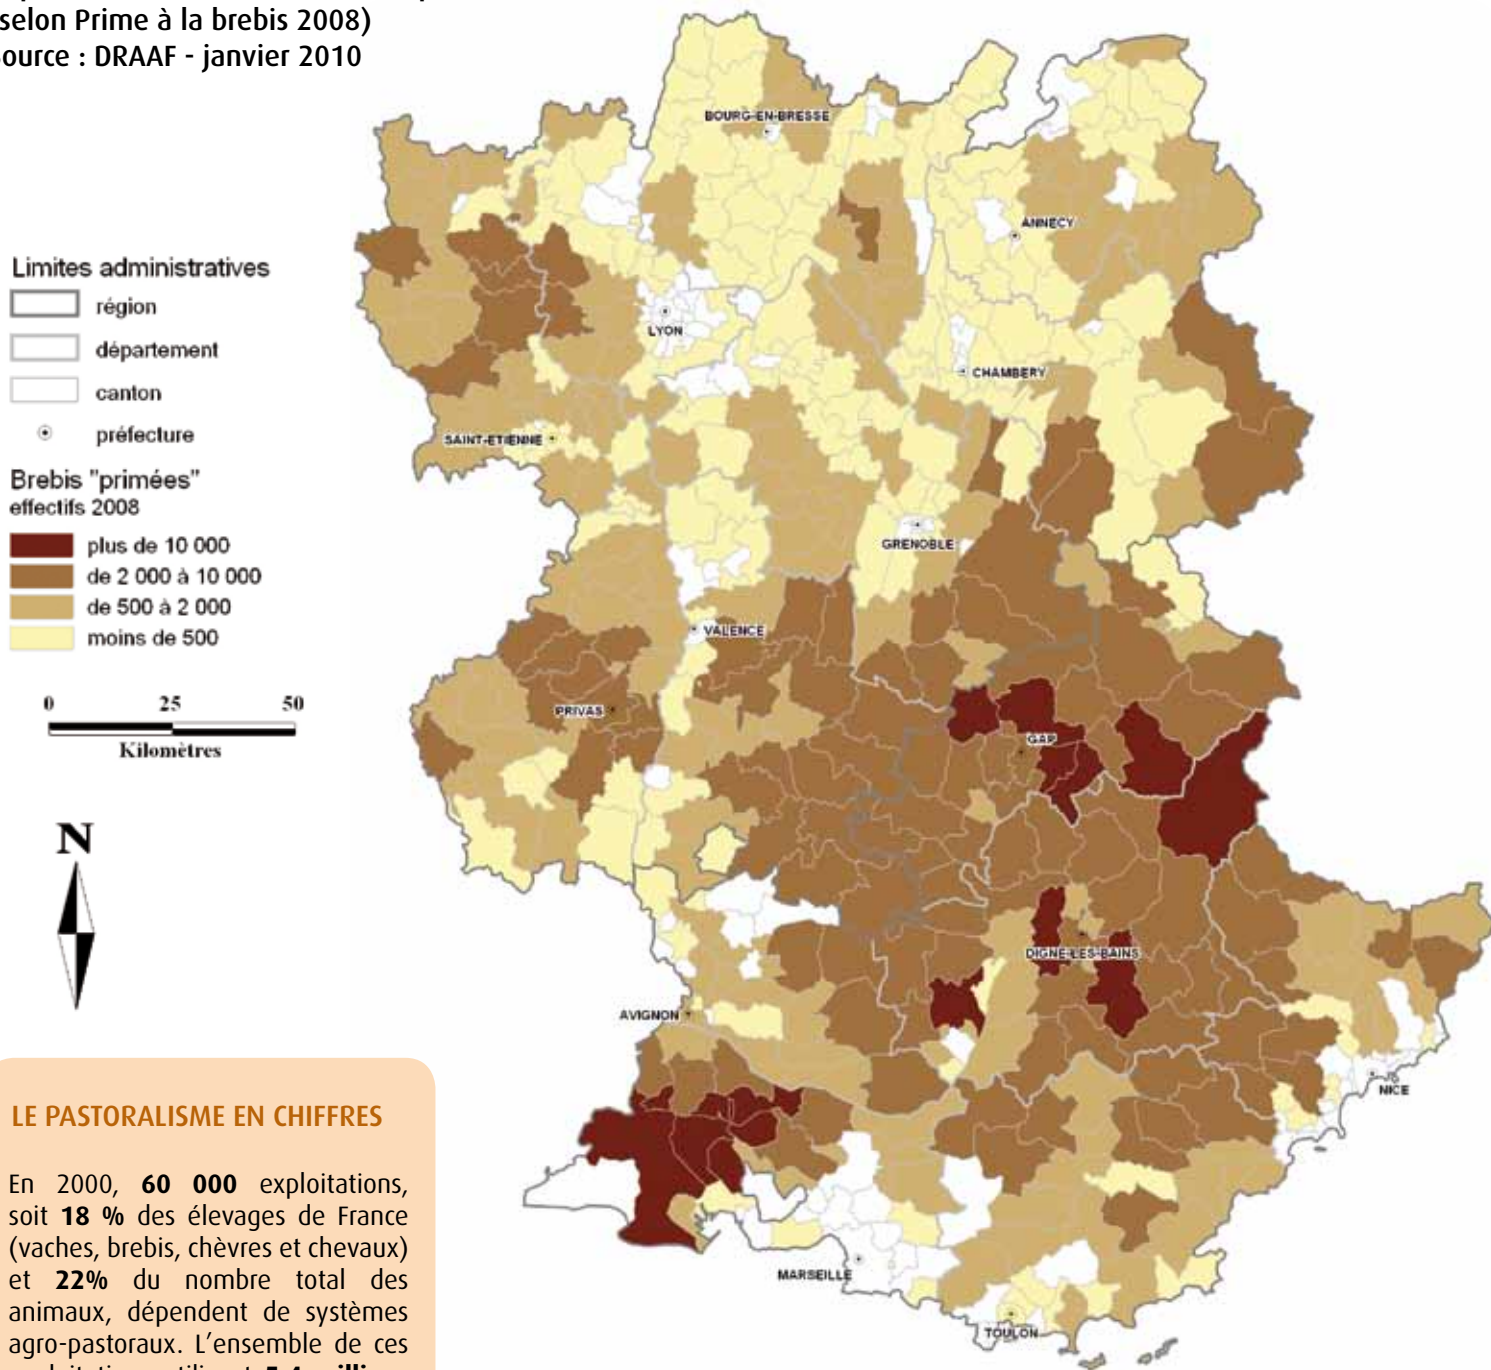 selon Prime à la brebis 2008)
ource : DRAAF - janvier 2010
Limites administratives
région
département
canton
préfecture
Brebis "primées"
effectifs 2008
plus de 10 000
de 2 000 à 10 000
de 500 à 2 000
moins de 500
0 25 50
Kilomètres
N
BOURG-EN-BRESSE
ANNECY
LYON
CHAMBERY
SAINT-ETIENNE
GRENOBLE
VALENCE
PRIVAS
GAP
DIGNE-LES-BAINS
AVIGNON
NICE
MARSEILLE
TOULON
LE PASTORALISME EN CHIFFRES
En 2000, 60 000 exploitations,
soit 18 % des élevages de France
(vaches, brebis, chèvres et chevaux)
et 22% du nombre total des
animaux, dépendent de systèmes
agro-pastoraux. L'ensemble de ces